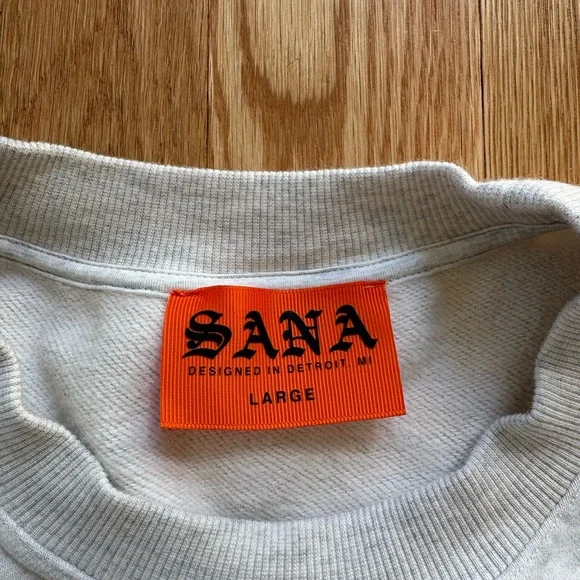 SANA
DESIGNED IN DETROIT, MI
LARGE